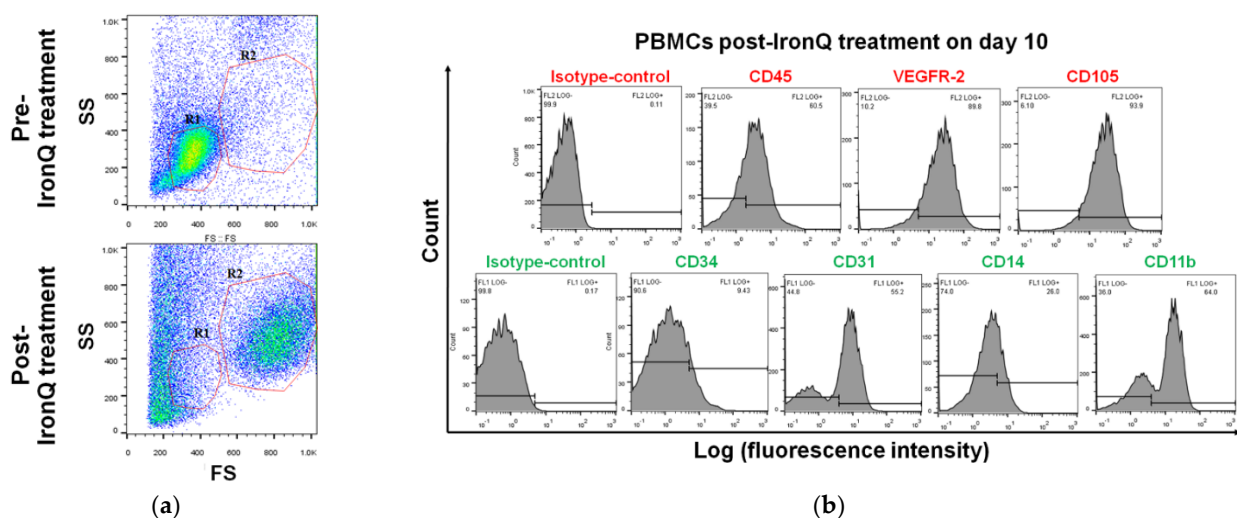 Pre-
IronQ treatment
SS
1.0K
800
600
400
200
0
R2
R1
0 200 400 600 800 1.0K
FS :: FS
Post-
IronQ treatment
SS
1.0K
800
600
400
200
0
R2
R1
0 200 400 600 800 1.0K
FS
(a)
PBMCs post-IronQ treatment on day 10
Count
Isotype-control CD45 VEGFR-2 CD105
FL2 LOG- FL2 LOG+ FL2 LOG- FL2 LOG+ FL2 LOG- FL2 LOG+ FL2 LOG- FL2 LOG+
99.9 0.11 39.5 60.5 10.2 89.8 6.10 93.9
Isotype-control CD34 CD31 CD14 CD11b
FL1 LOG- FL1 LOG+ FL1 LOG- FL1 LOG+ FL1 LOG- FL1 LOG+ FL1 LOG- FL1 LOG+ FL1 LOG- FL1 LOG+
99.8 0.17 90.6 9.43 44.8 55.2 74.0 26.0 36.0 64.0
Log (fluorescence intensity)
(b)